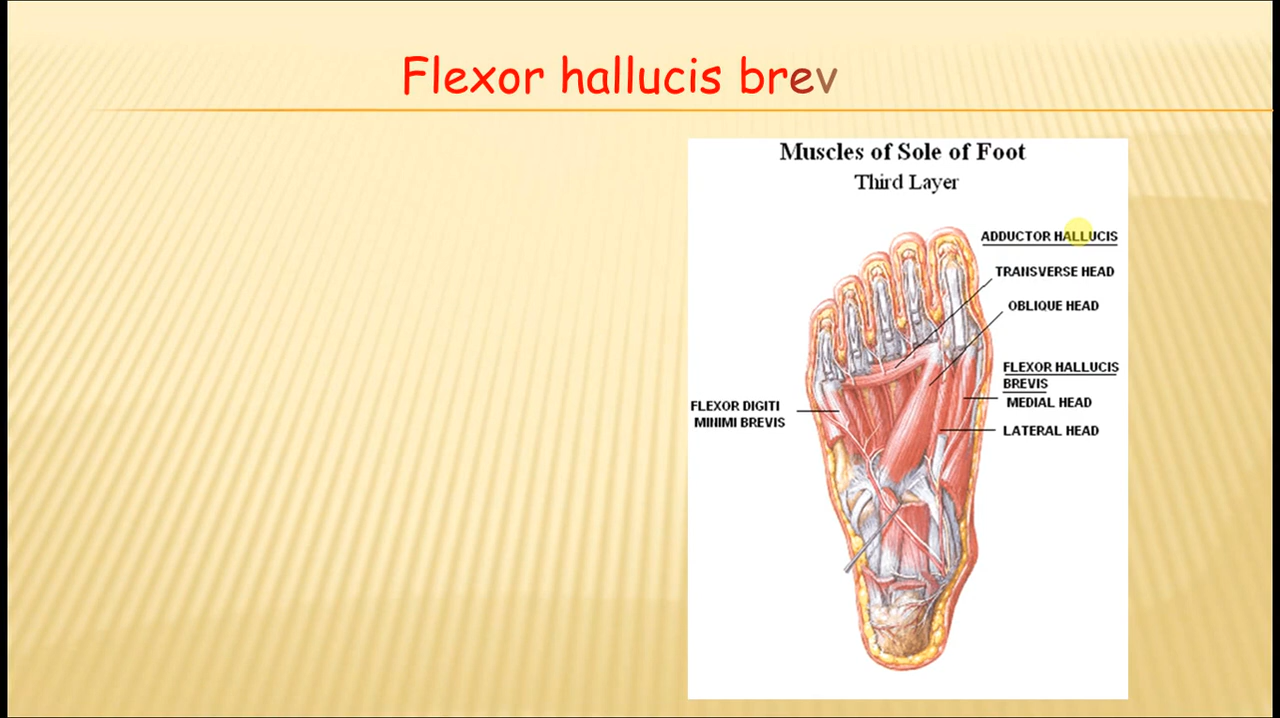 Flexor hallucis brev
Muscles of Sole of Foot
Third Layer
ADDUCTOR HALLUCIS
TRANSVERSE HEAD
OBLIQUE HEAD
FLEXOR HALLUCIS
BREVIS
MEDIAL HEAD
LATERAL HEAD
FLEXOR DIGITI
MINIMI BREVIS